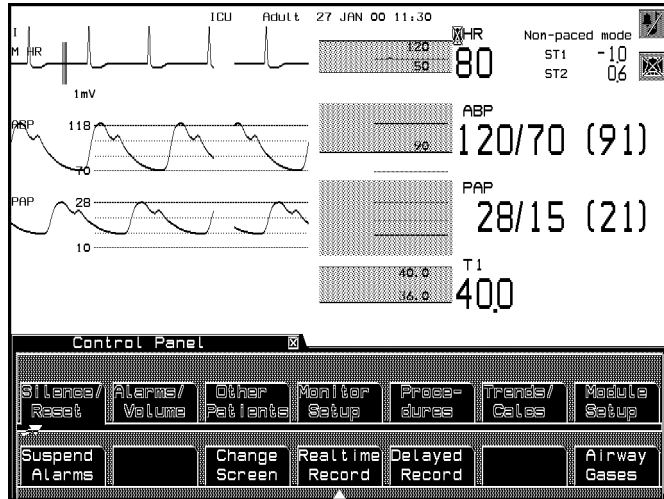 ICU Adult 27 JAN 00 11:30
I
M HR
1mV
120
50
HR
80
Non-paced mode
ST1 -1.0
ST2 0.6
ABP
118
70
90
ABP
120/70 (91)
PAP
28
10
PAP
28/15 (21)
40.0
36.0
T1
40.0
Control Panel
Silence/ Reset
Alarms/ Volume
Other Patients
Monitor Setup
Proce- dures
Trends/ Calcs
Module Setup
Suspend Alarms
Change Screen
Realtime Record
Delayed Record
Airway Gases